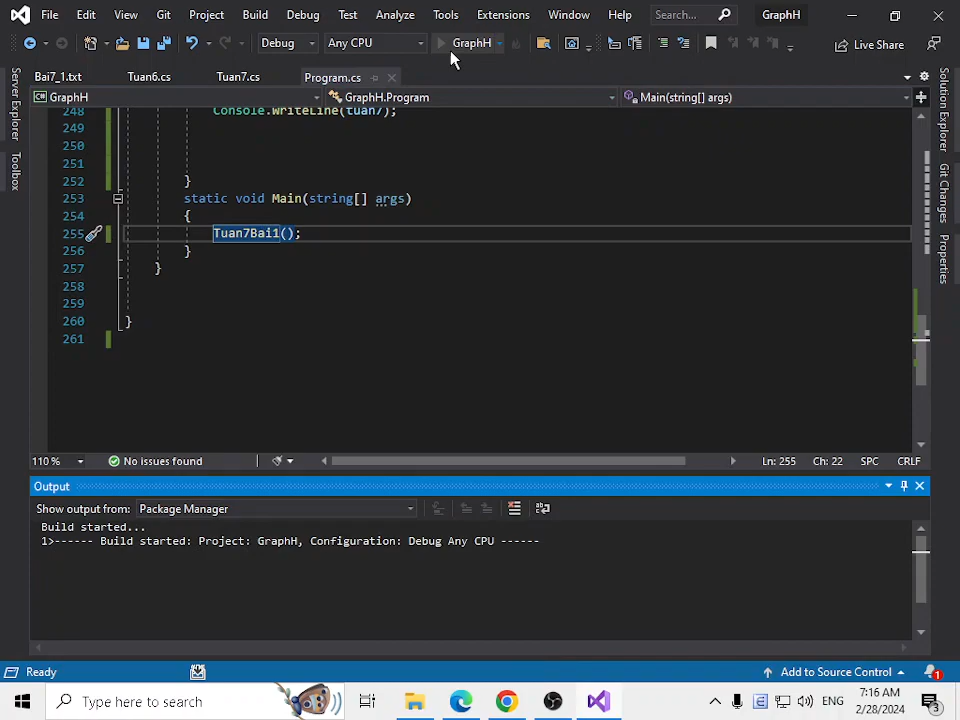 File Edit View Git Project Build Debug Test Analyze Tools Extensions Window Help Search... GraphH
Debug Any CPU GraphH Live Share
Bai7_1.txt Tuan6.cs Tuan7.cs Program.cs
GraphH GraphH.Program Main(string[] args)
248 Console.WriteLine(tuan7);
249
250
251
252 }
253 static void Main(string[] args)
254 {
255 Tuan7Bai1();
256 }
257 }
258
259
260 }
261
110 % No issues found Ln: 255 Ch: 22 SPC CRLF
Output
Show output from: Package Manager
Build started...
1>------ Build started: Project: GraphH, Configuration: Debug Any CPU ------
Ready Add to Source Control 1
Type here to search ENG 7:16 AM
2/28/2024 3
Server Explorer
Toolbox
Solution Explorer
Git Changes
Properties